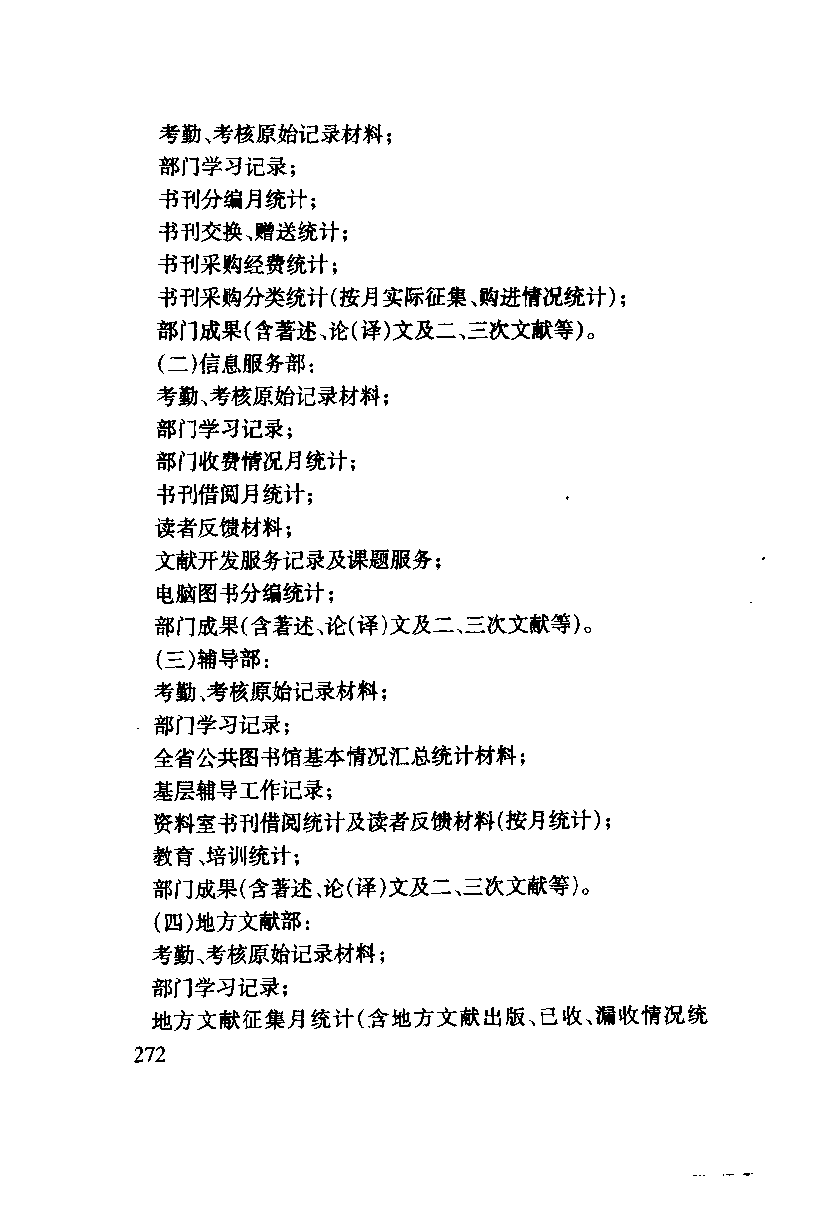 考勤、考核原始记录材料；
部门学习记录；
书刊分编月统计；
书刊交换、赠送统计；
书刊采购经费统计；
书刊采购分类统计(按月实际征集、购进情况统计)；
部门成果(含著述、论(译)文及二、三次文献等)。
(二)信息服务部：
考勤、考核原始记录材料；
部门学习记录；
部门收费情况月统计；
书刊借阅月统计；
读者反馈材料；
文献开发服务记录及课题服务；
电脑图书分编统计；
部门成果(含著述、论(译)文及二、三次文献等)。
(三)辅导部：
考勤、考核原始记录材料；
部门学习记录；
全省公共图书馆基本情况汇总统计材料；
基层辅导工作记录；
资料室书刊借阅统计及读者反馈材料(按月统计)；
教育、培训统计；
部门成果(含著述、论(译)文及二、三次文献等)。
(四)地方文献部：
考勤、考核原始记录材料；
部门学习记录；
地方文献征集月统计(含地方文献出版、已收、漏收情况统
272